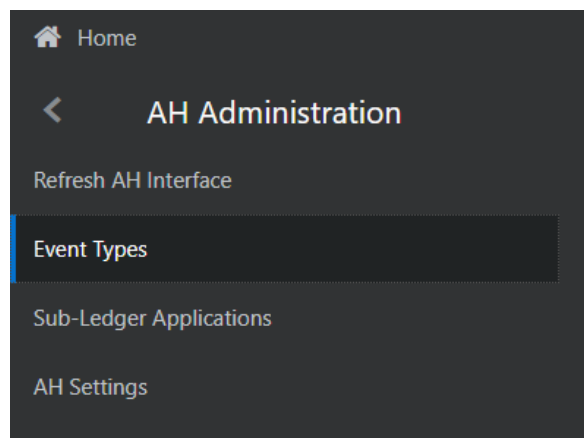 Home
AH Administration
Refresh AH Interface
Event Types
Sub-Ledger Applications
AH Settings